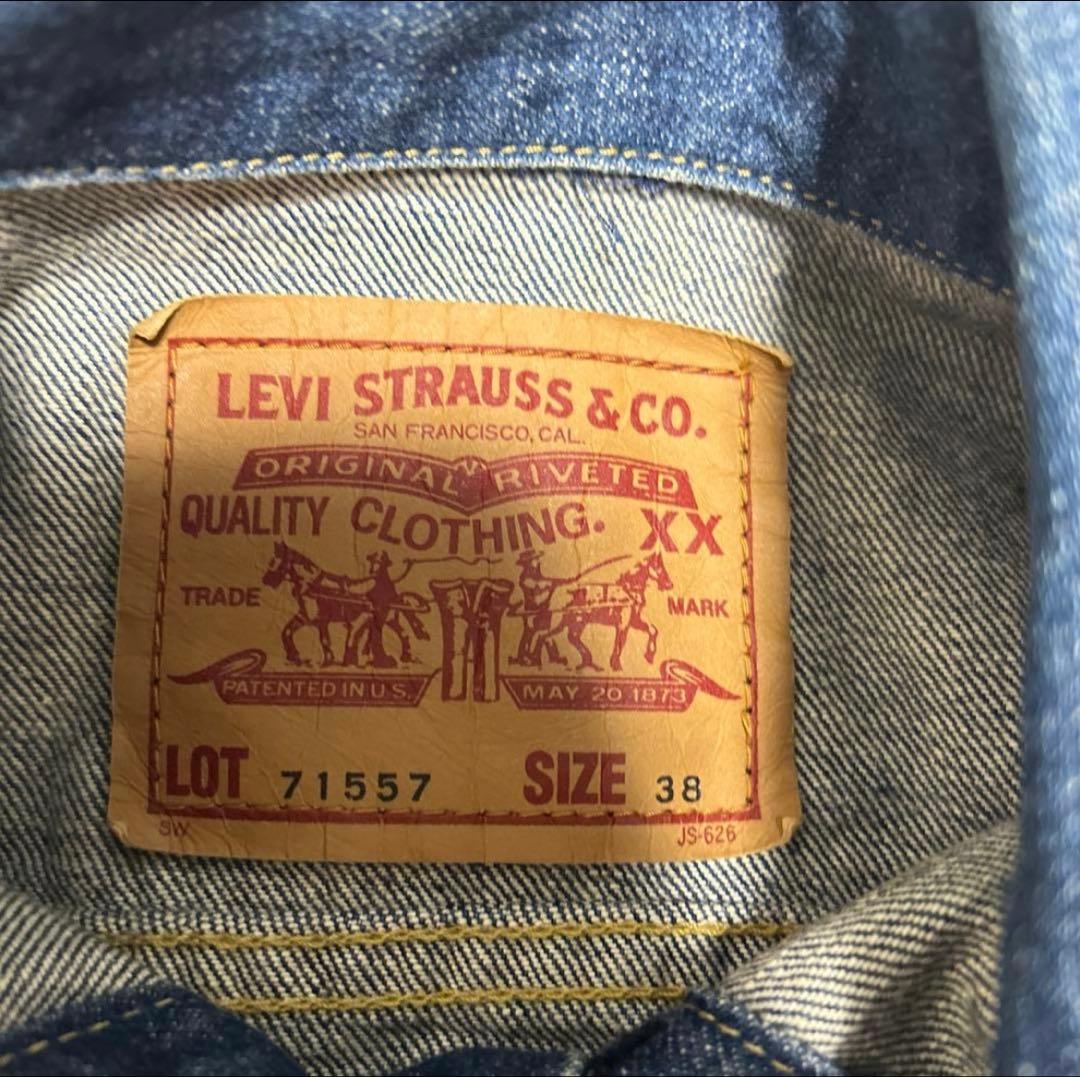 LEVI STRAUSS & CO.
SAN FRANCISCO, CAL.
ORIGINAL RIVETED
QUALITY CLOTHING. XX
TRADE MARK
PATENTED IN U.S. MAY 20 1873
LOT 71557 SIZE 38
SW JS-626